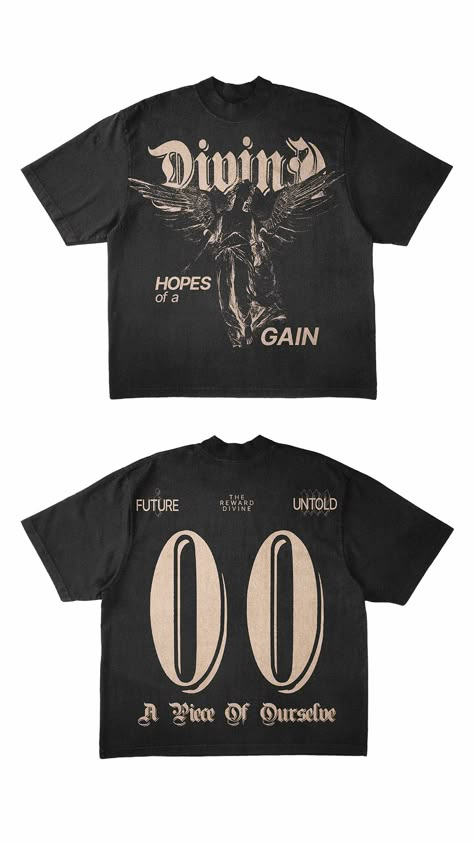 Divine
HOPES
of a
GAIN
FUTURE
THE
REWARD
DIVINE
UNTOLD
00
A Piece Of Ourselve